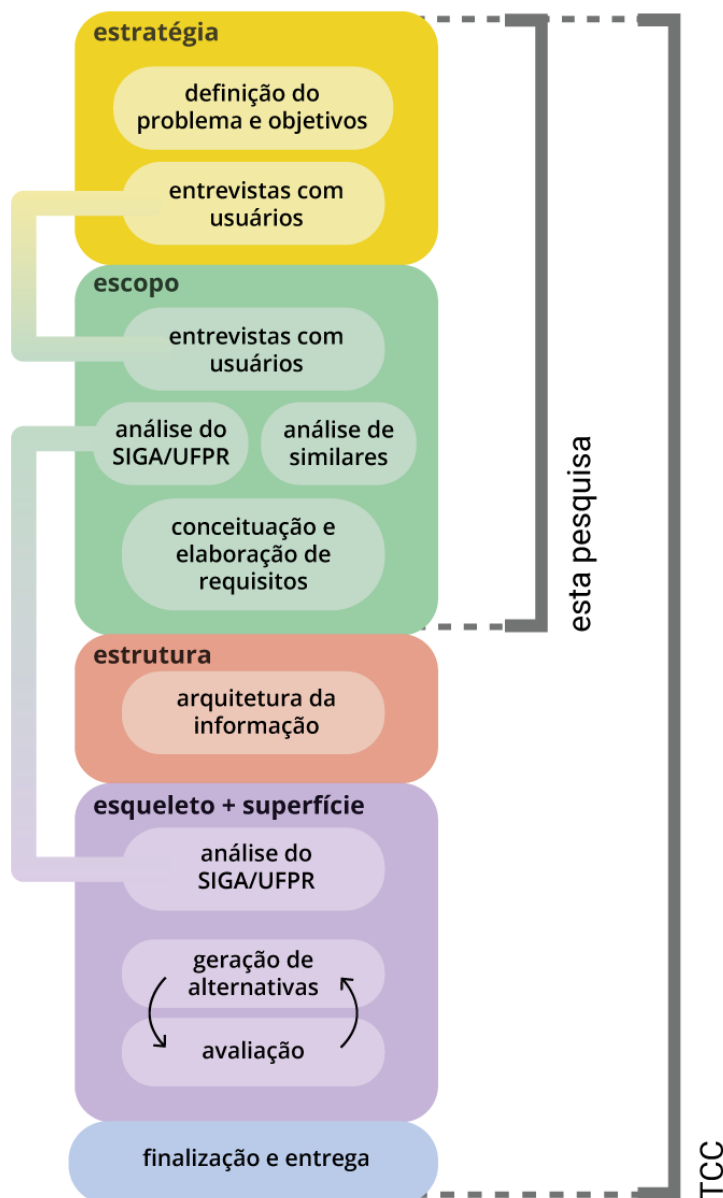 estratégia
definição do
problema e objetivos
entrevistas com
usuários
escopo
entrevistas com
usuários
análise do
SIGA/UFPR
análise de
similares
conceituação e
elaboração de
requisitos
esta pesquisa
estrutura
arquitetura da
informação
esqueleto + superfície
análise do
SIGA/UFPR
geração de
alternativas
avaliação
finalização e entrega
TCC